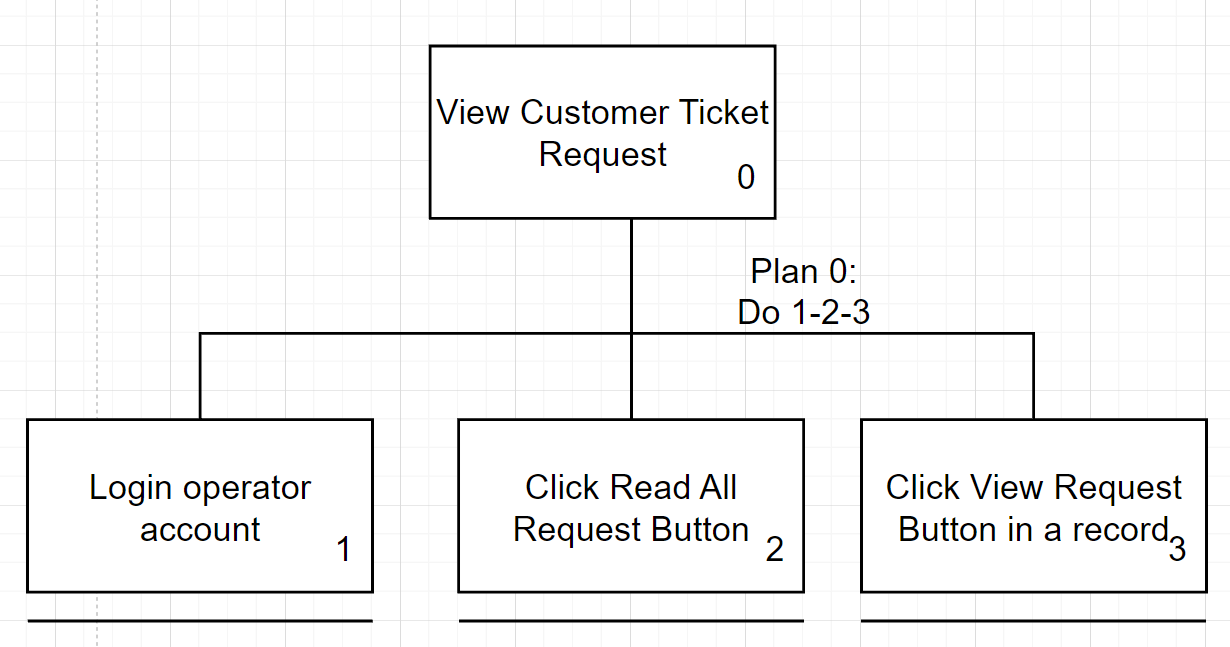 View Customer Ticket
Request
0
Plan 0:
Do 1-2-3
Login operator
account
1
Click Read All
Request Button
2
Click View Request
Button in a record
3